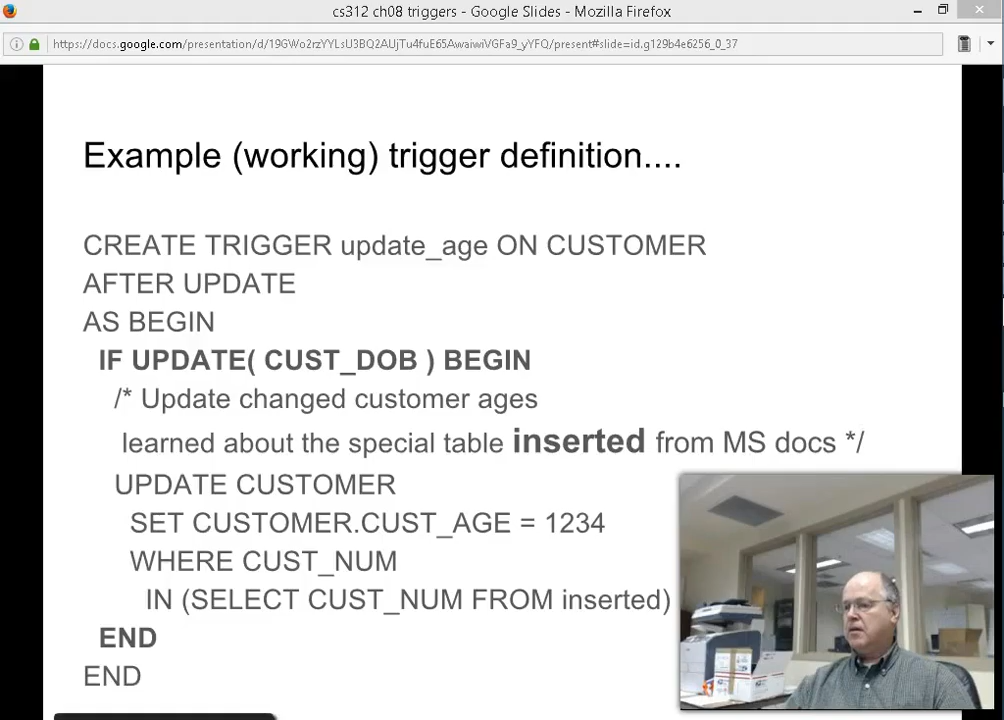 cs312 ch08 triggers - Google Slides - Mozilla Firefox
https://docs.google.com/presentation/d/19GWo2rzYYLsU3BQ2AUjTu4fuE65AwaiwiVGFa9_yYFQ/present#slide=id.g129b4e6256_0_37
Example (working) trigger definition....
CREATE TRIGGER update_age ON CUSTOMER
AFTER UPDATE
AS BEGIN
IF UPDATE( CUST_DOB ) BEGIN
/* Update changed customer ages
learned about the special table inserted from MS docs */
UPDATE CUSTOMER
SET CUSTOMER.CUST_AGE = 1234
WHERE CUST_NUM
IN (SELECT CUST_NUM FROM inserted)
END
END